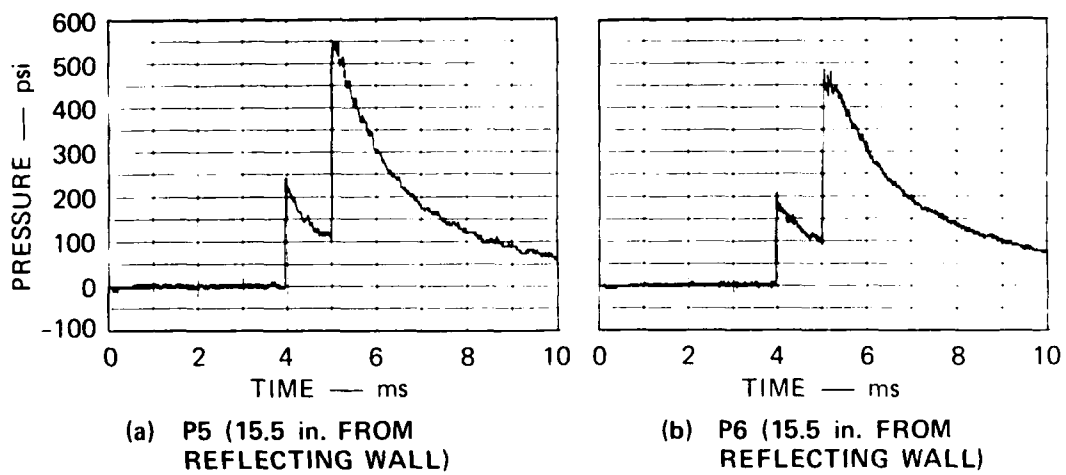 PRESSURE — psi
600
500
400
300
200
100
0
-100
0 2 4 6 8 10
TIME — ms
(a) P5 (15.5 in. FROM
REFLECTING WALL)
0 2 4 6 8 10
TIME — ms
(b) P6 (15.5 in. FROM
REFLECTING WALL)